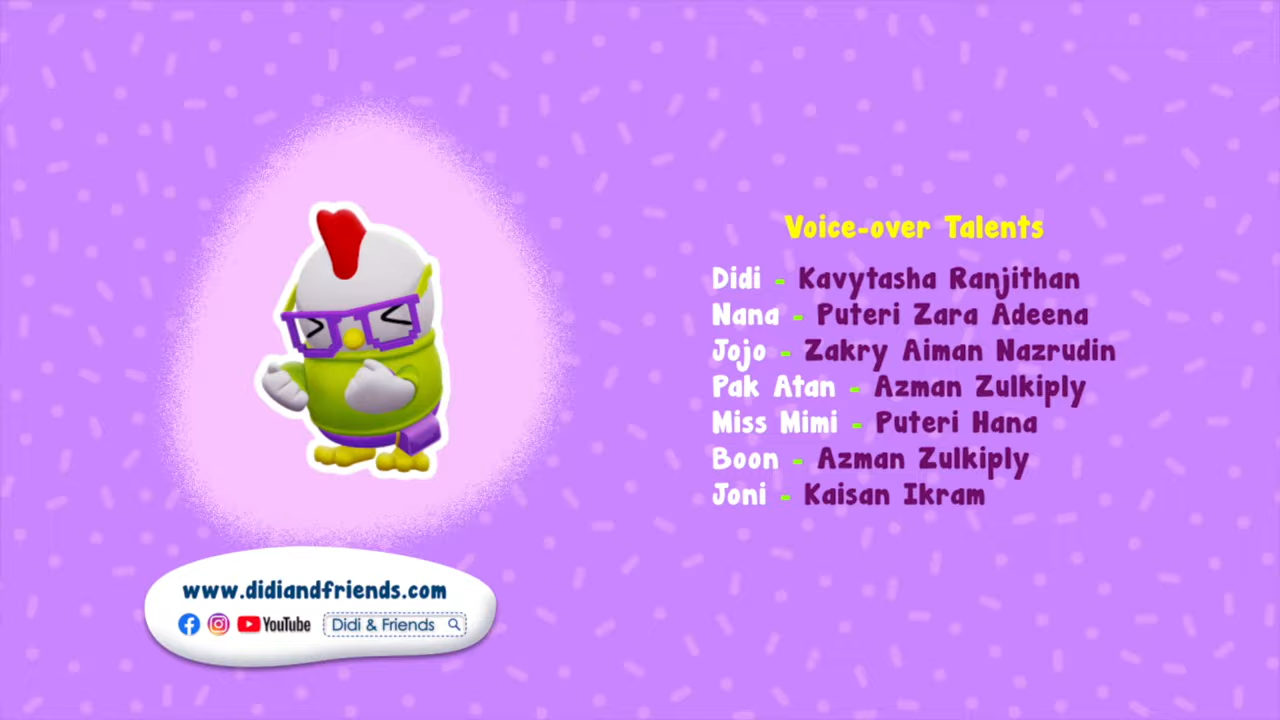 Voice-over Talents
Didi - Kavytasha Ranjithan
Nana - Puteri Zara Adeena
Jojo - Zakry Aiman Nazrudin
Pak Atan - Azman Zulkiply
Miss Mimi - Puteri Hana
Boon - Azman Zulkiply
Joni - Kaisan Ikram
www.didiandfriends.com
YouTube Didi & Friends